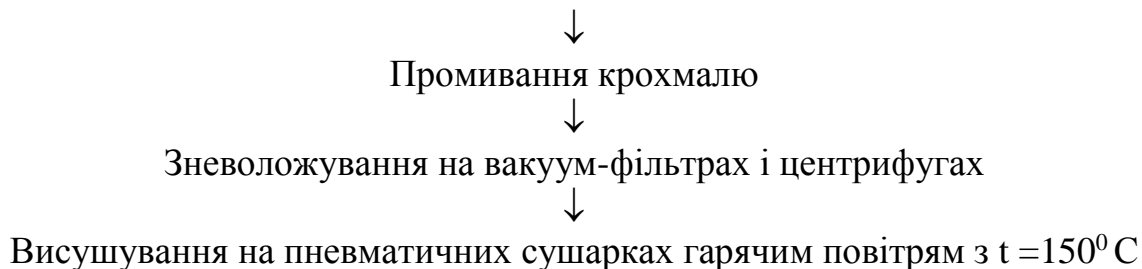 ↓
Промивання крохмалю
↓
Зневоложування на вакуум-фільтрах і центрифугах
↓
Висушування на пневматичних сушарках гарячим повітрям з t =150⁰ С